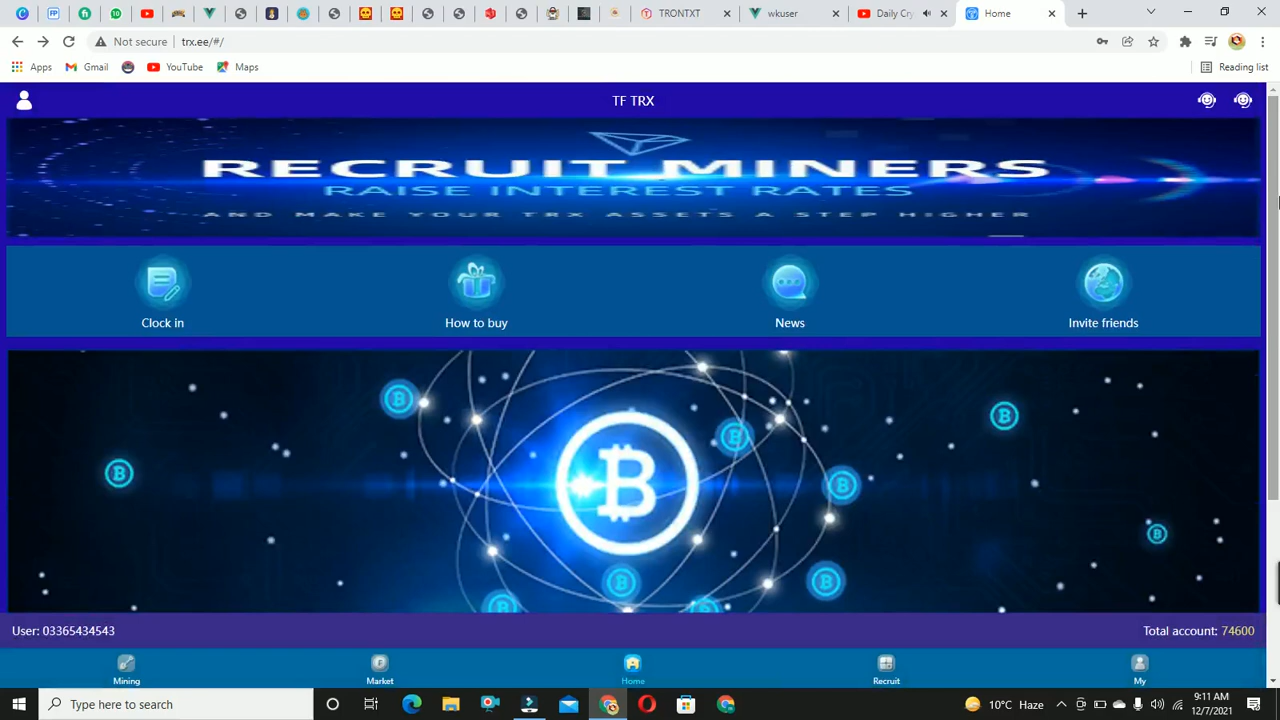 TRONTXT
wkuser
Daily Cry
Home
Not secure
trx.ee/#/
Apps
Gmail
YouTube
Maps
Reading list
TF TRX
RECRUIT MINERS
RAISE INTEREST RATES
AND MAKE YOUR TRX ASSETS A STEP HIGHER
Clock in
How to buy
News
Invite friends
User: 03365434543
Total account: 74600
Mining
Market
Home
Recruit
My
Type here to search
10°C Haze
9:11 AM
12/7/2021